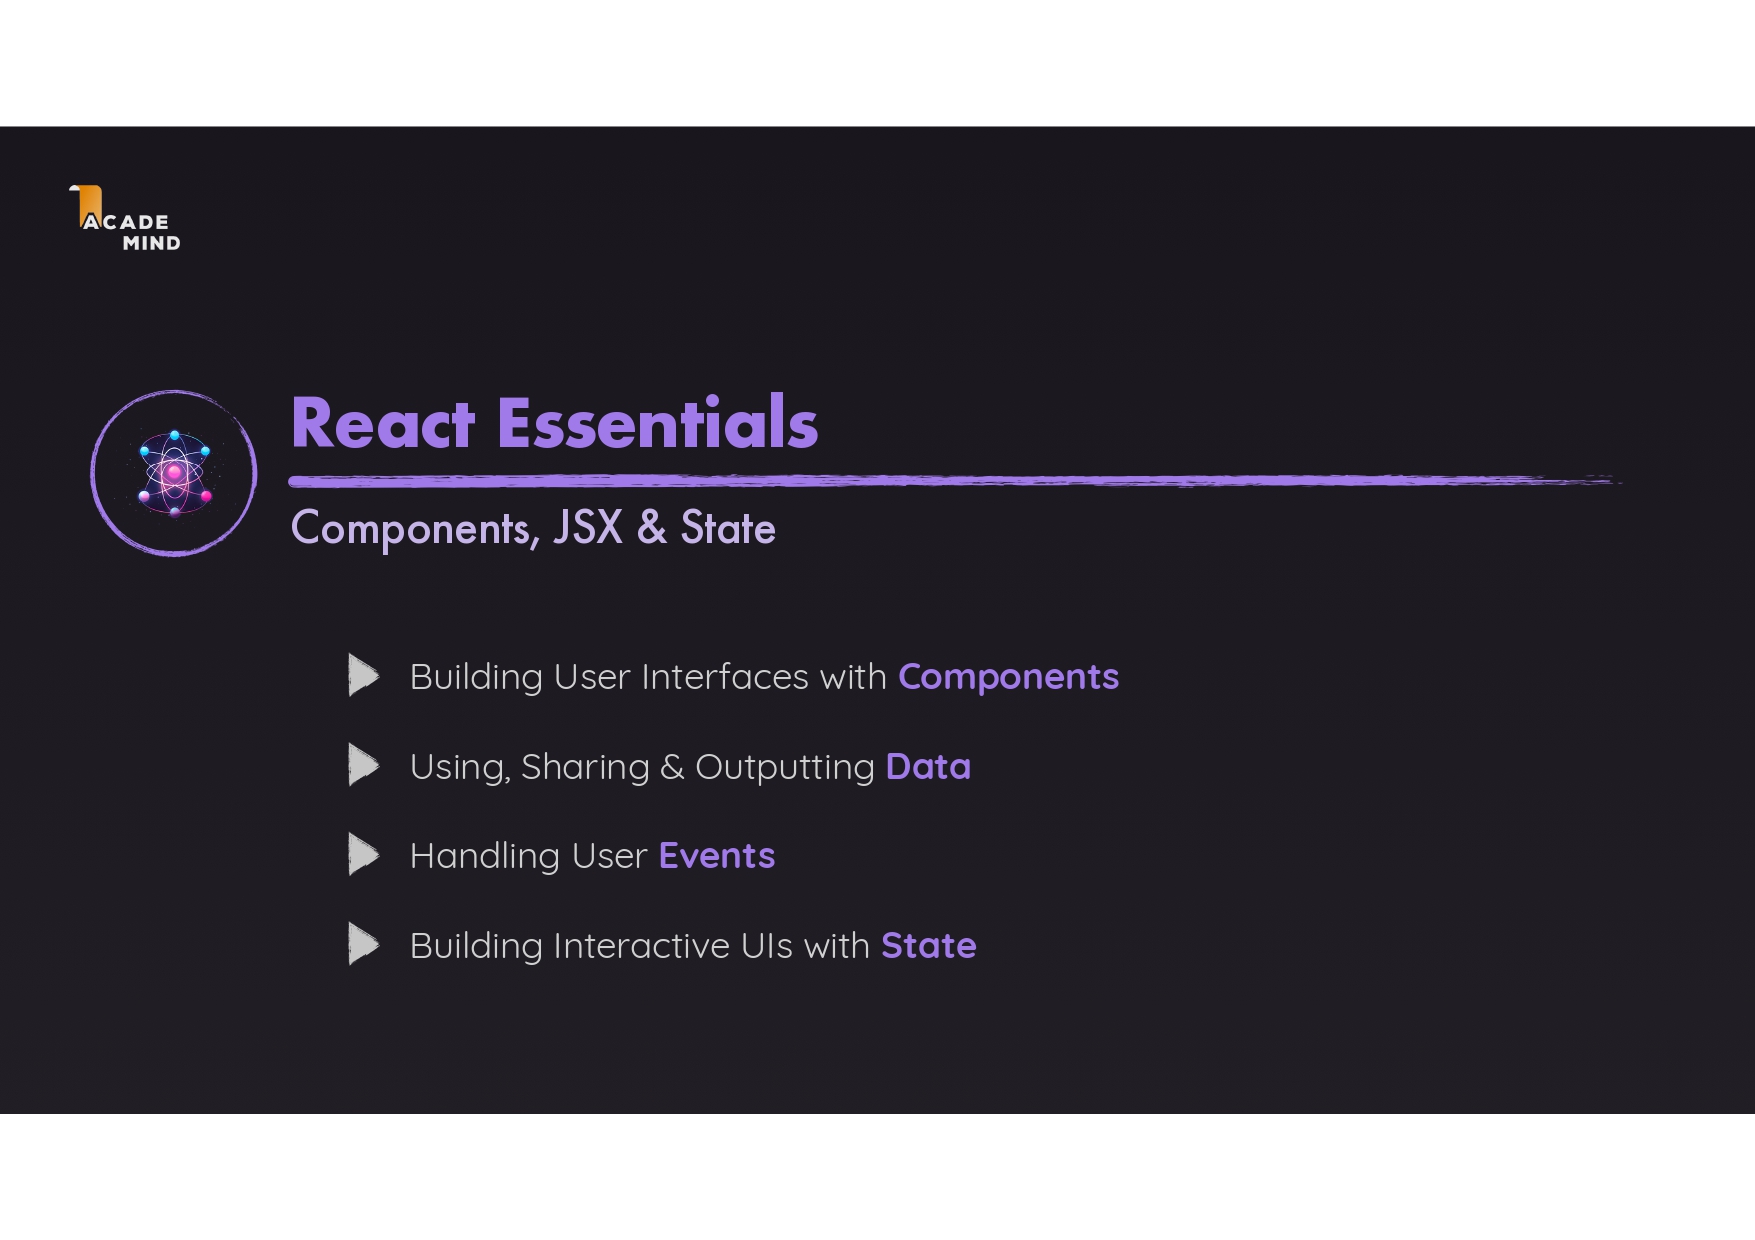 ACADE
MIND
React Essentials
Components, JSX & State
Building User Interfaces with Components
Using, Sharing & Outputting Data
Handling User Events
Building Interactive UIs with State